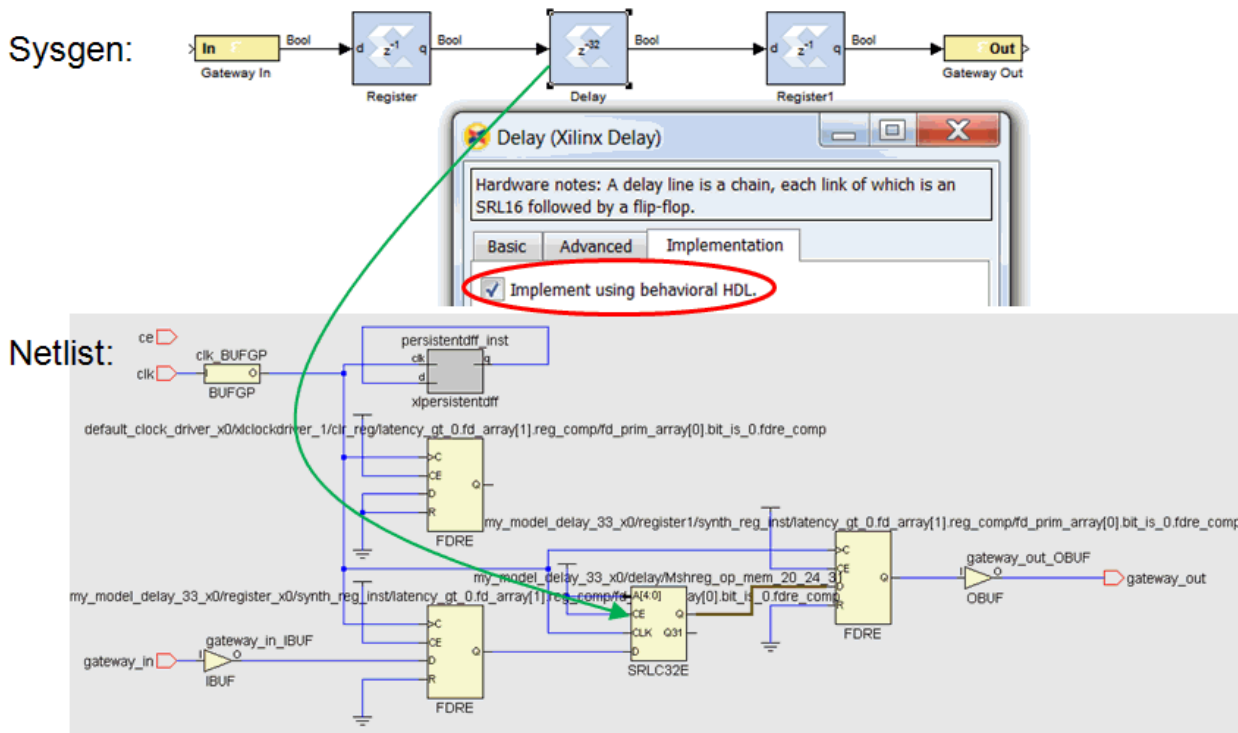 Sysgen:
In
Gateway In
Bool
d z⁻¹ q
Register
Bool
z⁻³²
Delay
Bool
d z⁻¹ q
Register1
Bool
Out
Gateway Out
Delay (Xilinx Delay)
Hardware notes: A delay line is a chain, each link of which is an
SRL16 followed by a flip-flop.
Basic Advanced Implementation
Implement using behavioral HDL.
Netlist:
ce
clk
clk_BUFGP
I O
BUFGP
persistentdff_inst
clk q
d
xlpersistentdff
default_clock_driver_x0/xlclockdriver_1/clr_reg/latency_gt_0.fd_array[1].reg_comp/fd_prim_array[0].bit_is_0.fdre_comp
C
CE
D Q
R
FDRE
my_model_delay_33_x0/register1/synth_reg_inst/latency_gt_0.fd_array[1].reg_comp/fd_prim_array[0].bit_is_0.fdre_comp
C
CE
D Q
R
FDRE
gateway_out_OBUF
I O
OBUF
gateway_out
my_model_delay_33_x0/delay/Mshreg_op_mem_20_24_31
A[4:0]
CE Q
CLK Q31
D
SRLC32E
my_model_delay_33_x0/register_x0/synth_reg_inst/latency_gt_0.fd_array[1].reg_comp/fd_prim_array[0].bit_is_0.fdre_comp
gateway_in
gateway_in_IBUF
I O
IBUF
C
CE
D Q
R
FDRE